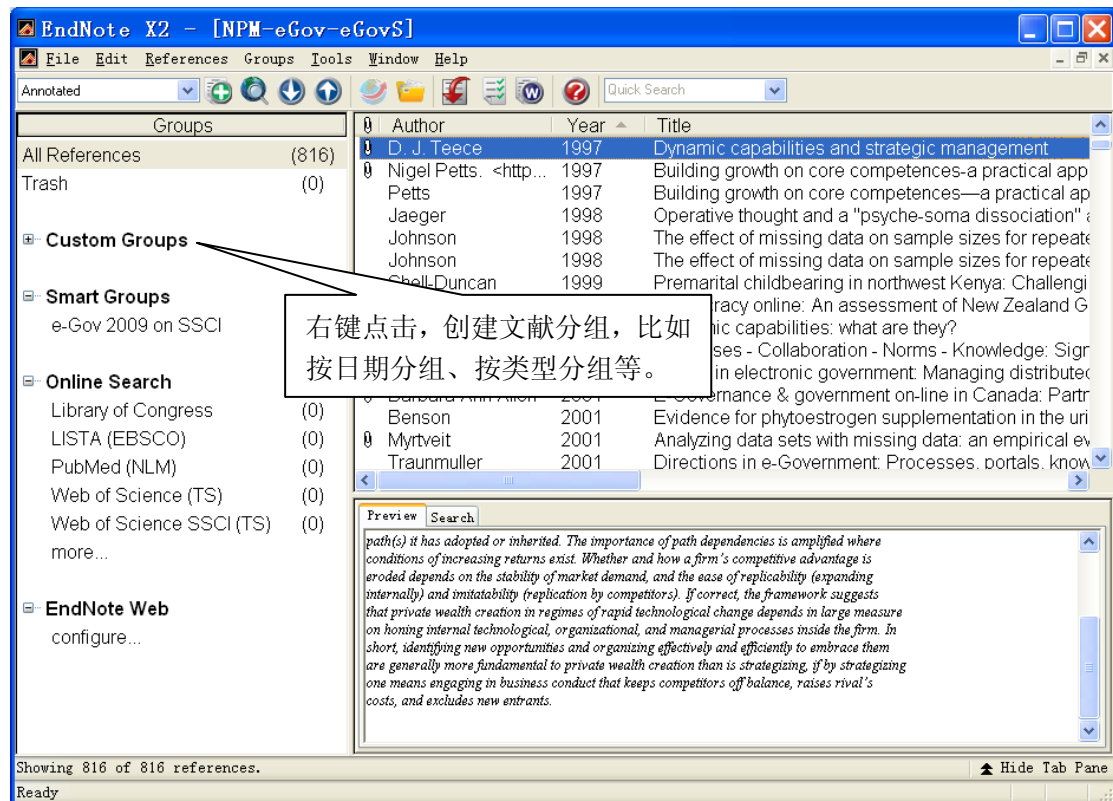 EndNote X2 - [NPM-eGov-eGovS]
File Edit References Groups Tools Window Help
Annotated
Quick Search
Groups
All References (816)
Trash (0)
Custom Groups
Smart Groups
e-Gov 2009 on SSCI
Online Search
Library of Congress (0)
LISTA (EBSCO) (0)
PubMed (NLM) (0)
Web of Science (TS) (0)
Web of Science SSCI (TS) (0)
more...
EndNote Web
configure...
Author Year Title
D. J. Teece 1997 Dynamic capabilities and strategic management
Nigel Petts. <http... 1997 Building growth on core competences-a practical app
Petts 1997 Building growth on core competences—a practical ap
Jaeger 1998 Operative thought and a "psyche-soma dissociation"
Johnson 1998 The effect of missing data on sample sizes for repeate
Johnson 1998 The effect of missing data on sample sizes for repeate
Shell-Duncan 1999 Premarital childbearing in northwest Kenya: Challengi
racy online: An assessment of New Zealand G
ic capabilities: what are they?
ses - Collaboration - Norms - Knowledge: Sigr
in electronic government: Managing distributed
Barbara Ann Allen 2001 E-Governance & government on-line in Canada: Partr
Benson 2001 Evidence for phytoestrogen supplementation in the uri
Myrtveit 2001 Analyzing data sets with missing data: an empirical ev
Traunmuller 2001 Directions in e-Government: Processes, portals, know
右键点击，创建文献分组，比如
按日期分组、按类型分组等。
Preview Search
path(s) it has adopted or inherited. The importance of path dependencies is amplified where
conditions of increasing returns exist. Whether and how a firm's competitive advantage is
eroded depends on the stability of market demand, and the ease of replicability (expanding
internally) and imitatability (replication by competitors). If correct, the framework suggests
that private wealth creation in regimes of rapid technological change depends in large measure
on honing internal technological, organizational, and managerial processes inside the firm. In
short, identifying new opportunities and organizing effectively and efficiently to embrace them
are generally more fundamental to private wealth creation than is strategizing, if by strategizing
one means engaging in business conduct that keeps competitors off balance, raises rival's
costs, and excludes new entrants.
Showing 816 of 816 references.
Hide Tab Pane
Ready